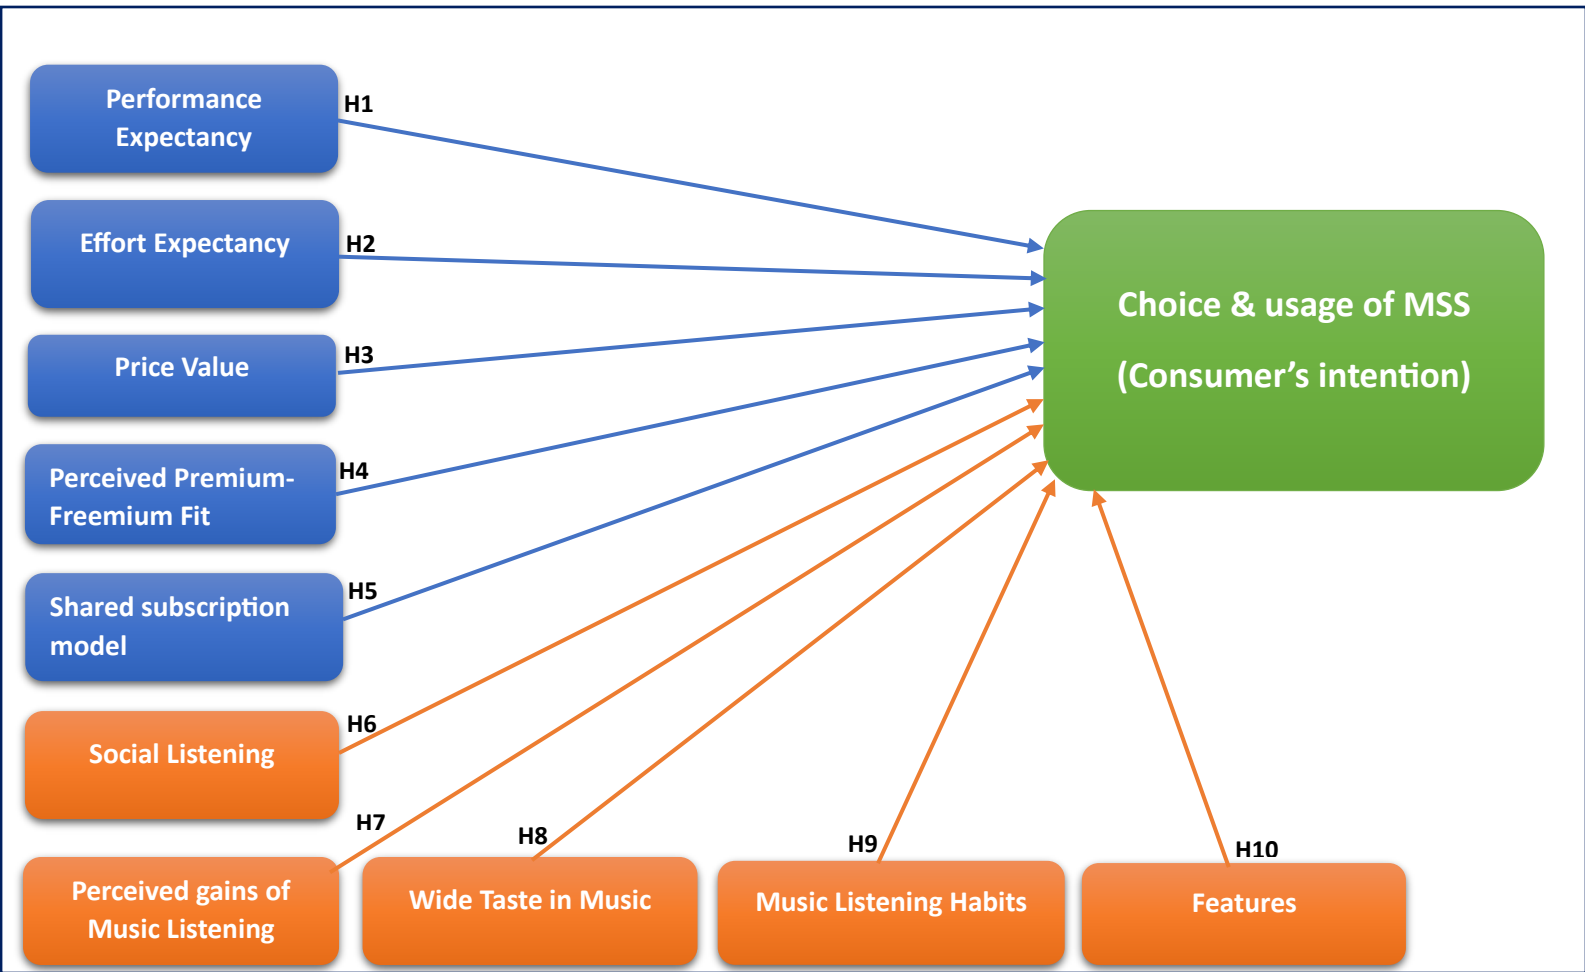 Performance
Expectancy
H1
Effort Expectancy
H2
Price Value
H3
Perceived Premium-
Freemium Fit
H4
Shared subscription
model
H5
Social Listening
H6
Perceived gains of
Music Listening
H7
Wide Taste in Music
H8
Music Listening Habits
H9
Features
H10
Choice & usage of MSS
(Consumer’s intention)